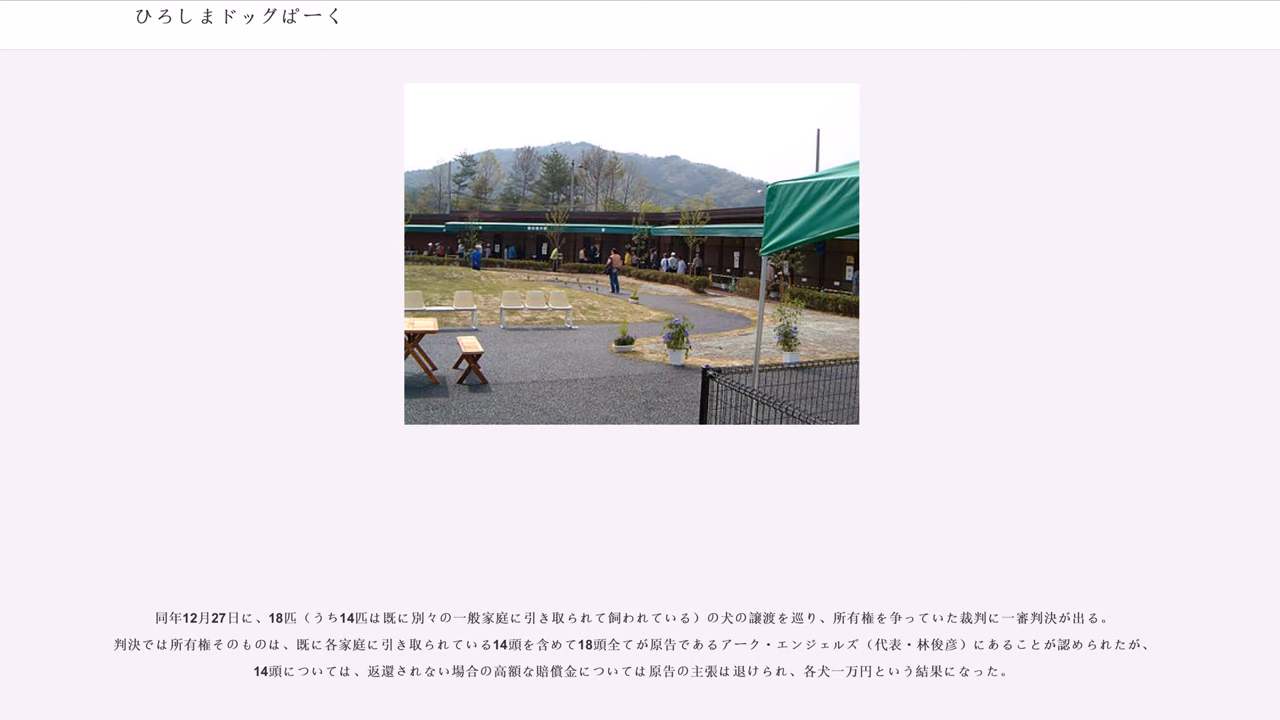 ひろしまドッグぱーく
同年12月27日に、18匹（うち14匹は既に別々の一般家庭に引き取られて飼われている）の犬の譲渡を巡り、所有権を争っていた裁判に一審判決が出る。
判決では所有権そのものは、既に各家庭に引き取られている14頭を含めて18頭全てが原告であるアーク・エンジェルズ（代表・林俊彦）にあることが認められたが、
14頭については、返還されない場合の高額な賠償金については原告の主張は退けられ、各犬一万円という結果になった。